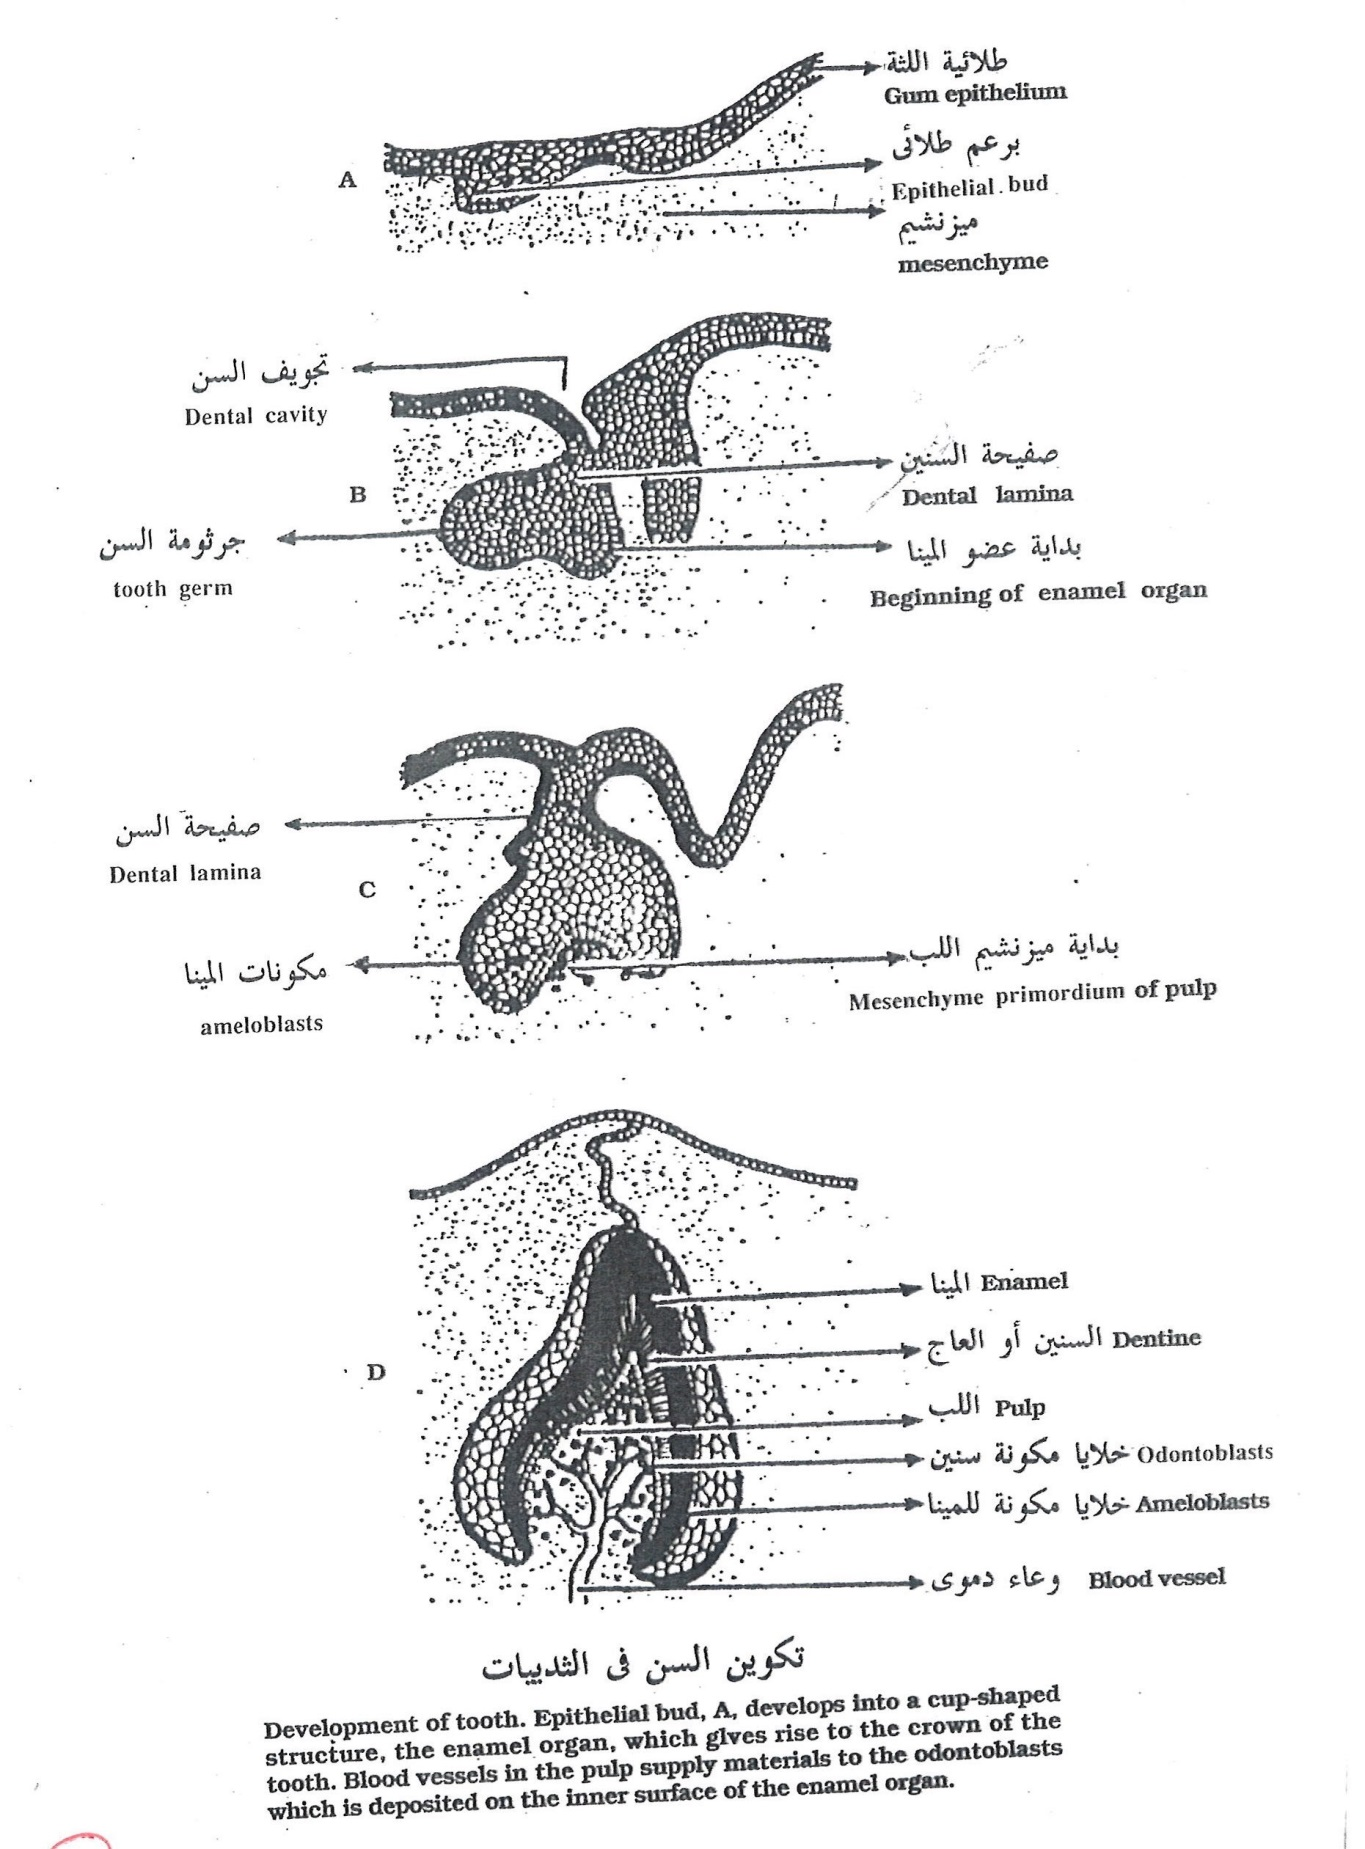 طلائية اللثة
Gum epithelium
برعم طلائى
Epithelial bud
ميزنشيم
mesenchyme
A
تجويف السن
Dental cavity
صفيحة السنين
Dental lamina
B
جرثومة السن
tooth germ
بداية عضو المينا
Beginning of enamel organ
صفيحة السن
Dental lamina
C
مكونات المينا
ameloblasts
بداية ميزنشيم اللب
Mesenchyme primordium of pulp
المينا Enamel
السنين أو العاج Dentine
D
اللب Pulp
خلايا مكونة سنين Odontoblasts
خلايا مكونة للمينا Ameloblasts
وعاء دموى Blood vessel
تكوين السن فى الثدييات
Development of tooth. Epithelial bud, A, develops into a cup-shaped
structure, the enamel organ, which gives rise to the crown of the
tooth. Blood vessels in the pulp supply materials to the odontoblasts
which is deposited on the inner surface of the enamel organ.